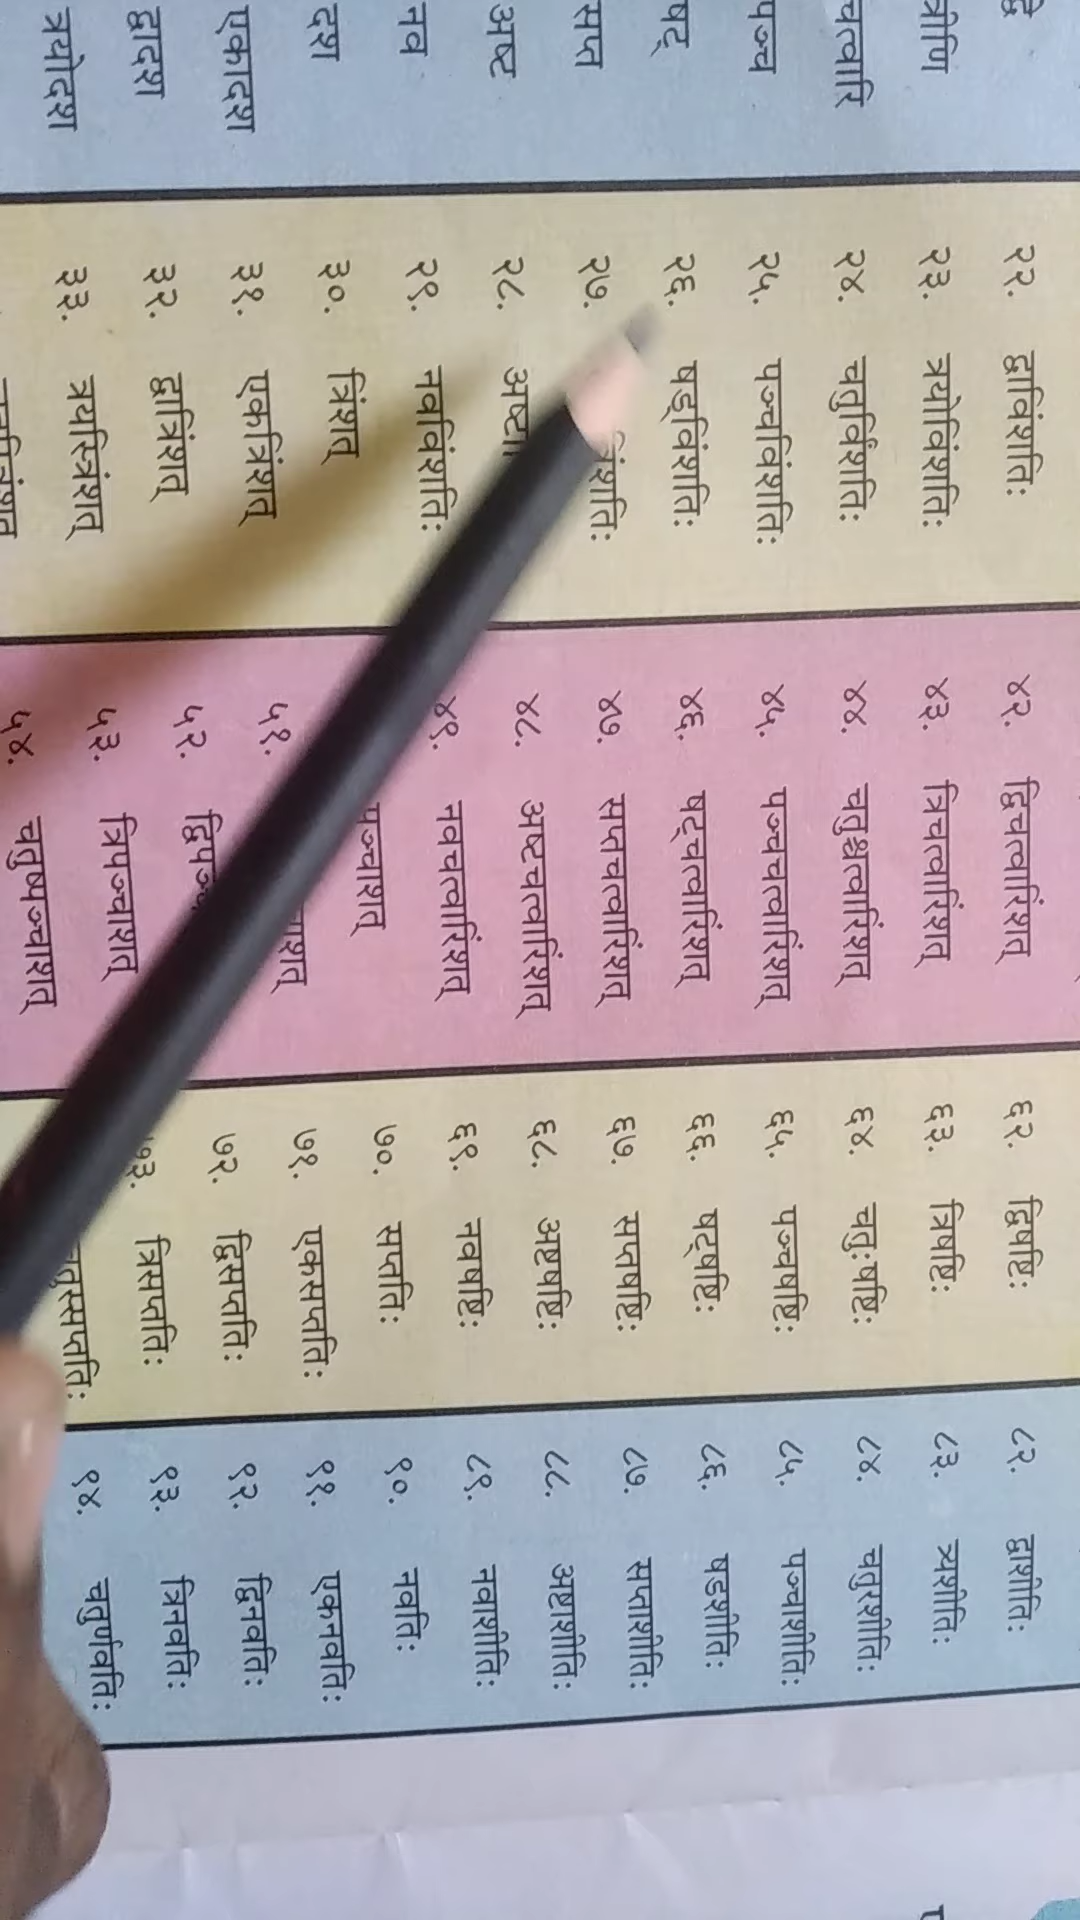 त्रीणि
चत्वारि
पञ्च
षट्
सप्त
अष्ट
नव
दश
एकादश
द्वादश
त्रयोदश
२२. द्वाविंशतिः
२३. त्रयोविंशतिः
२४. चतुर्विंशतिः
२५. पञ्चविंशतिः
२६. षड्विंशतिः
२७.
२८. अष्टा
२९. नवविंशतिः
३०. त्रिंशत्
३१. एकत्रिंशत्
३२. द्वात्रिंशत्
३३. त्रयस्त्रिंशत्
४२. द्विचत्वारिंशत्
४३. त्रिचत्वारिंशत्
४४. चतुश्चत्वारिंशत्
४५. पञ्चचत्वारिंशत्
४६. षट्चत्वारिंशत्
४७. सप्तचत्वारिंशत्
४८. अष्टचत्वारिंशत्
४९. नवचत्वारिंशत्
पञ्चाशत्
५१.
५२.
५३. त्रिपञ्चाशत्
५४. चतुष्पञ्चाशत्
६२. द्विषष्टिः
६३. त्रिषष्टिः
६४. चतुःषष्टिः
६५. पञ्चषष्टिः
६६. षट्षष्टिः
६७. सप्तषष्टिः
६८. अष्टषष्टिः
६९. नवषष्टिः
७०. सप्ततिः
७१. एकसप्ततिः
७२. द्विसप्ततिः
७३. त्रिसप्ततिः
८२. द्वशीतिः
८३. त्र्यशीतिः
८४. चतुरशीतिः
८५. पञ्चाशीतिः
८६. षडशीतिः
८७. सप्ताशीतिः
८८. अष्टाशीतिः
८९. नवाशीतिः
९०. नवतिः
९१. एकनवतिः
९२. द्विनवतिः
९३. त्रिनवतिः
९४. चतुर्णवतिः